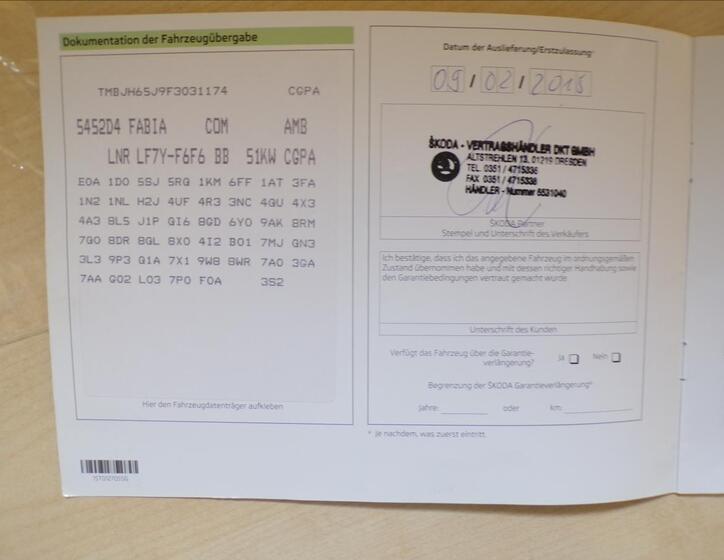 Dokumentation der Fahrzeugübergabe
TMBJH65J9F3031174 CGPA
5452D4 FABIA COM AMB
LNR LF7Y-F6F6 BB 51KW CGPA
E0A 1D0 5SJ 5RG 1KM 6FF 1AT 3FA
1N2 1NL H2J 4UF 4R3 3NC 4GU 4X3
4A3 8L5 J1P GI6 8GD 6Y0 9AK 8RM
7G0 8DR 8GL 8X0 4I2 B01 7MJ GN3
3L3 9P3 Q1A 7X1 9W8 8WR 7A0 3GA
7AA G02 L03 7P0 F0A 3S2
Hier den Fahrzeugdatenträger aufkleben
Datum der Auslieferung/Erstzulassung
09 / 02 / 2015
ŠKODA - VERTRAGSHÄNDLER DKT GMBH
ALTSTREHLEN 13, 01219 DRESDEN
TEL. 0351 / 4715336
FAX 0351 / 4715338
HÄNDLER - Nummer 6531040
ŠKODA Partner
Stempel und Unterschrift des Verkäufers
Ich bestätige, dass ich das angegebene Fahrzeug im ordnungsgemäßen
Zustand übernommen habe und mit dessen richtiger Handhabung sowie
den Garantiebedingungen vertraut gemacht wurde.
Unterschrift des Kunden
Verfügt das Fahrzeug über die Garantie-
verlängerung? Ja Nein
Begrenzung der ŠKODA Garantieverlängerung*
Jahre: oder km:
* Je nachdem, was zuerst eintritt.